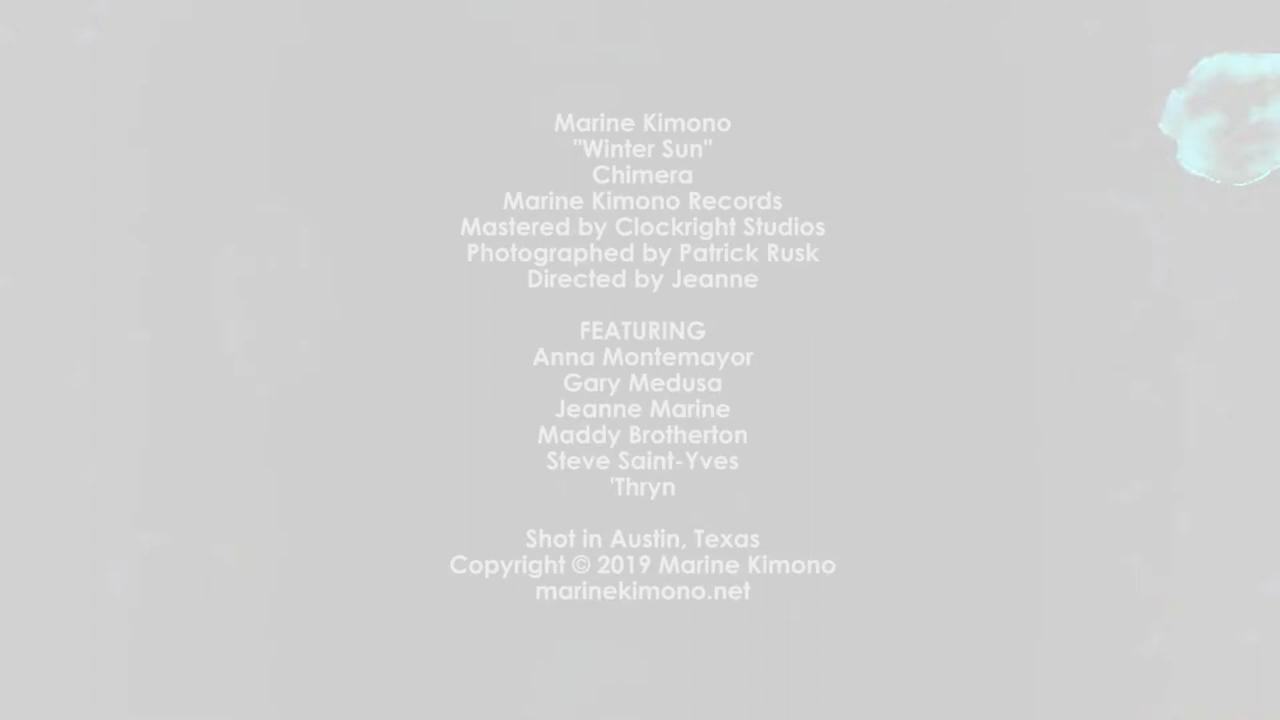 Marine Kimono
"Winter Sun"
Chimera
Marine Kimono Records
Mastered by Clockright Studios
Photographed by Patrick Rusk
Directed by Jeanne
FEATURING
Anna Montemayor
Gary Medusa
Jeanne Marine
Maddy Brotherton
Steve Saint-Yves
'Thryn
Shot in Austin, Texas
Copyright © 2019 Marine Kimono
marinekimono.net